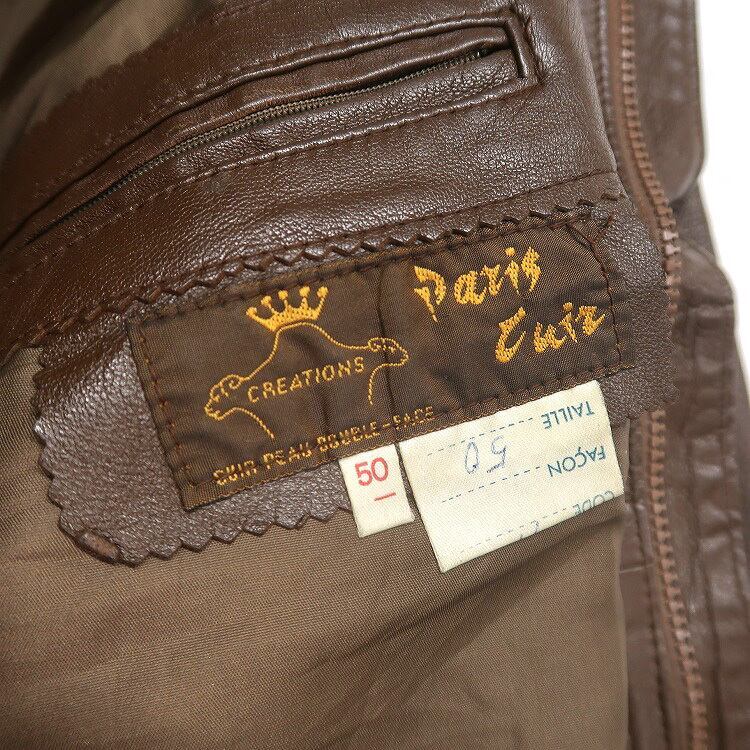 Paris
Cuir
CREATIONS
CUIR-PEAU-DOUBLE-FACE
50
TAILLE
50
FAÇON
CODE